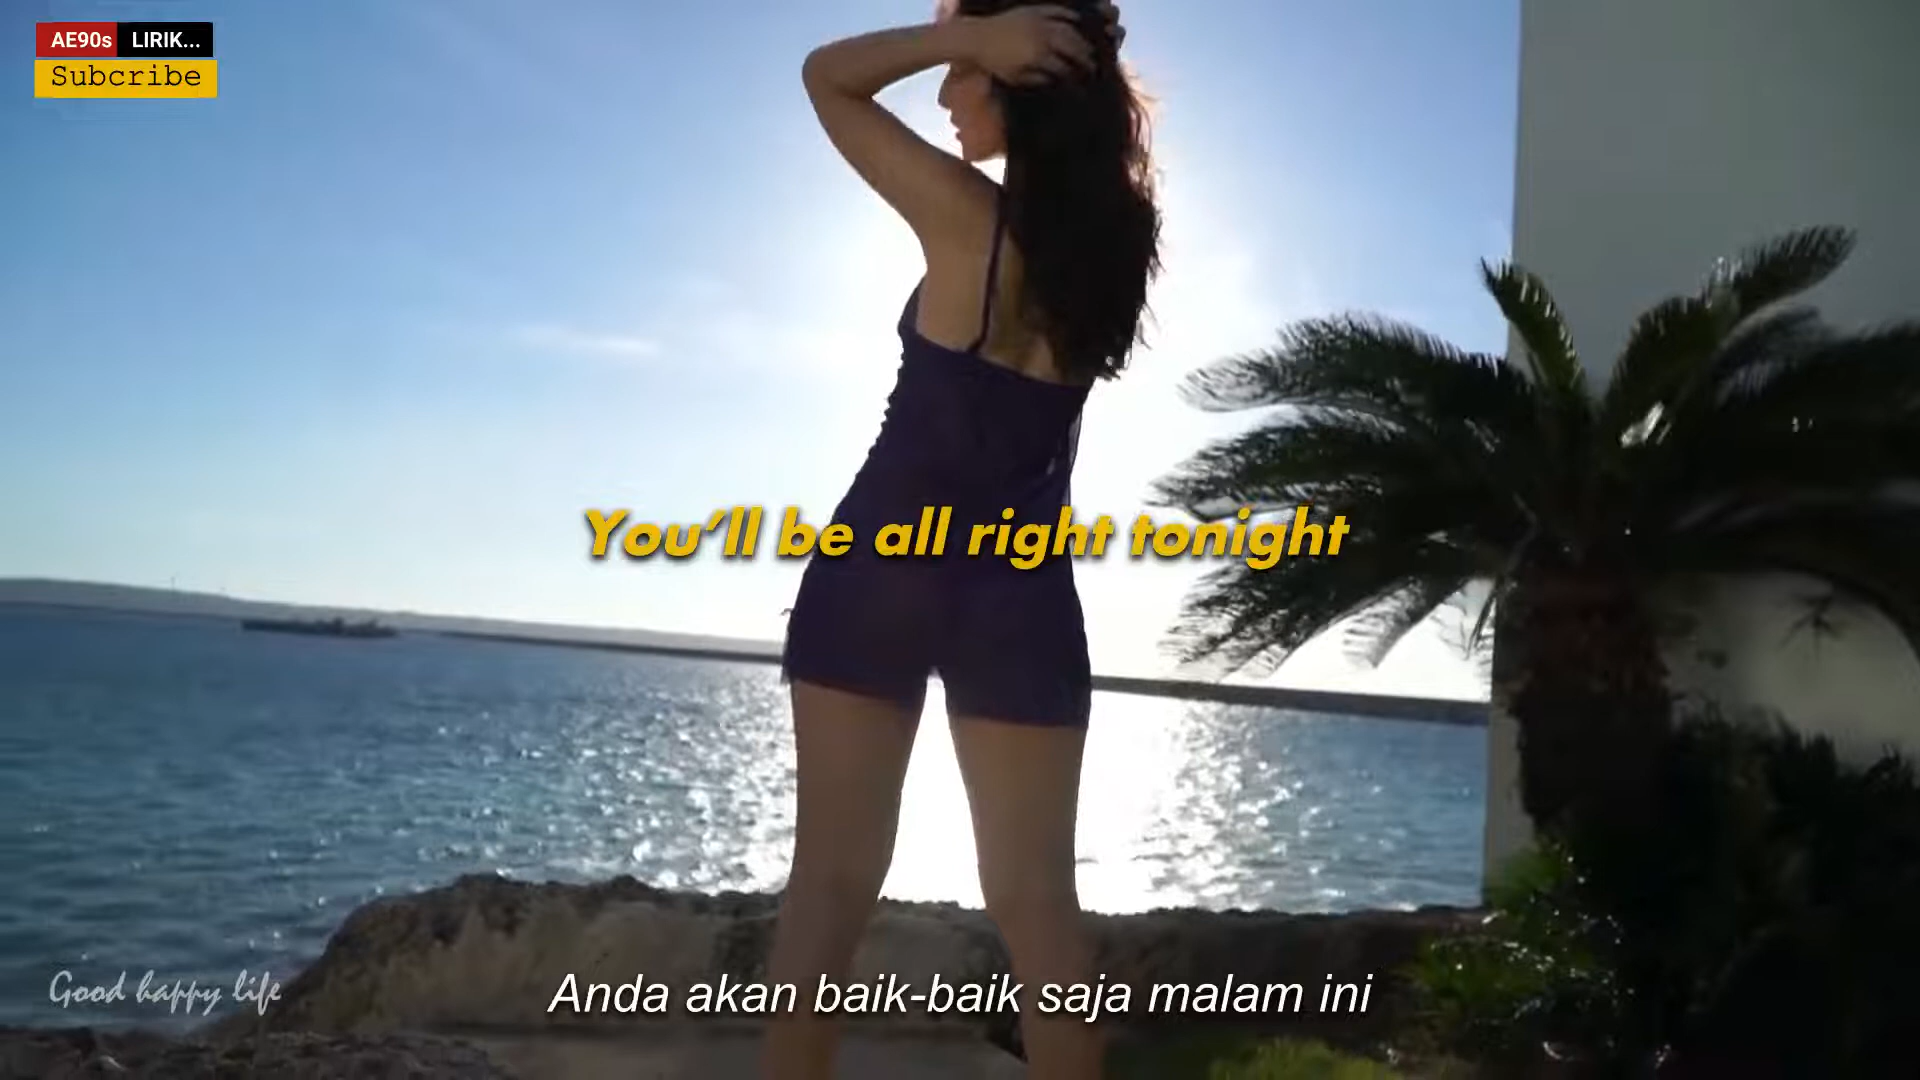 AE90s LIRIK...
Subcribe
You'll be all right tonight
Good happy life
Anda akan baik-baik saja malam ini